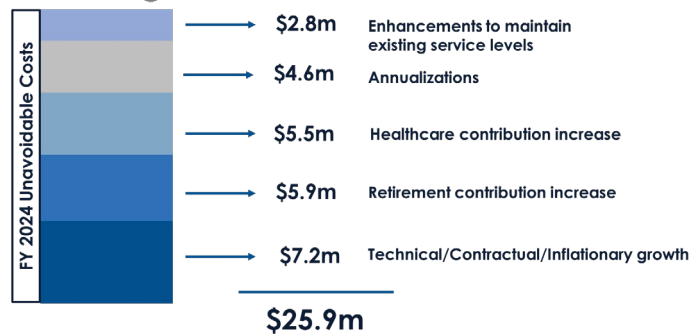 FY 2024 Unavoidable Costs
$2.8m
Enhancements to maintain
existing service levels
$4.6m
Annualizations
$5.5m
Healthcare contribution increase
$5.9m
Retirement contribution increase
$7.2m
Technical/Contractual/Inflationary growth
$25.9m